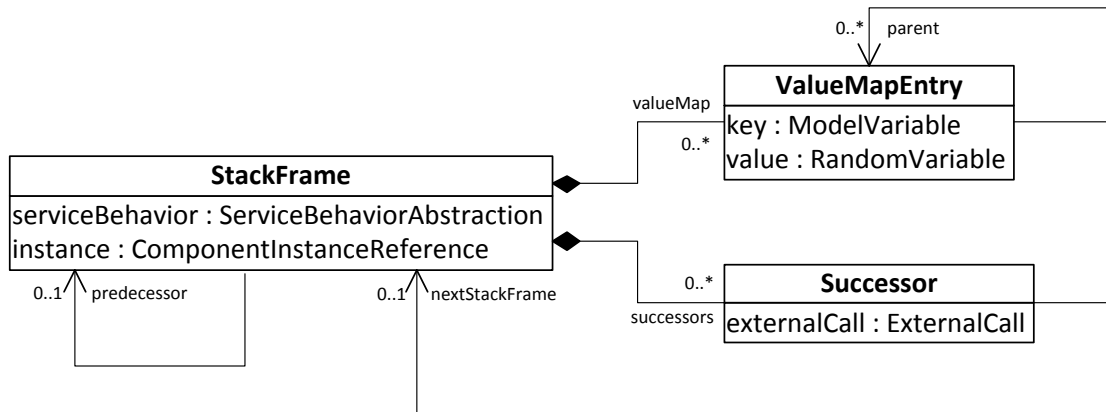 0..* parent
ValueMapEntry
key : ModelVariable
value : RandomVariable
valueMap
0..*
StackFrame
serviceBehavior : ServiceBehaviorAbstraction
instance : ComponentInstanceReference
0..1 predecessor
0..1 nextStackFrame
0..*
successors
Successor
externalCall : ExternalCall